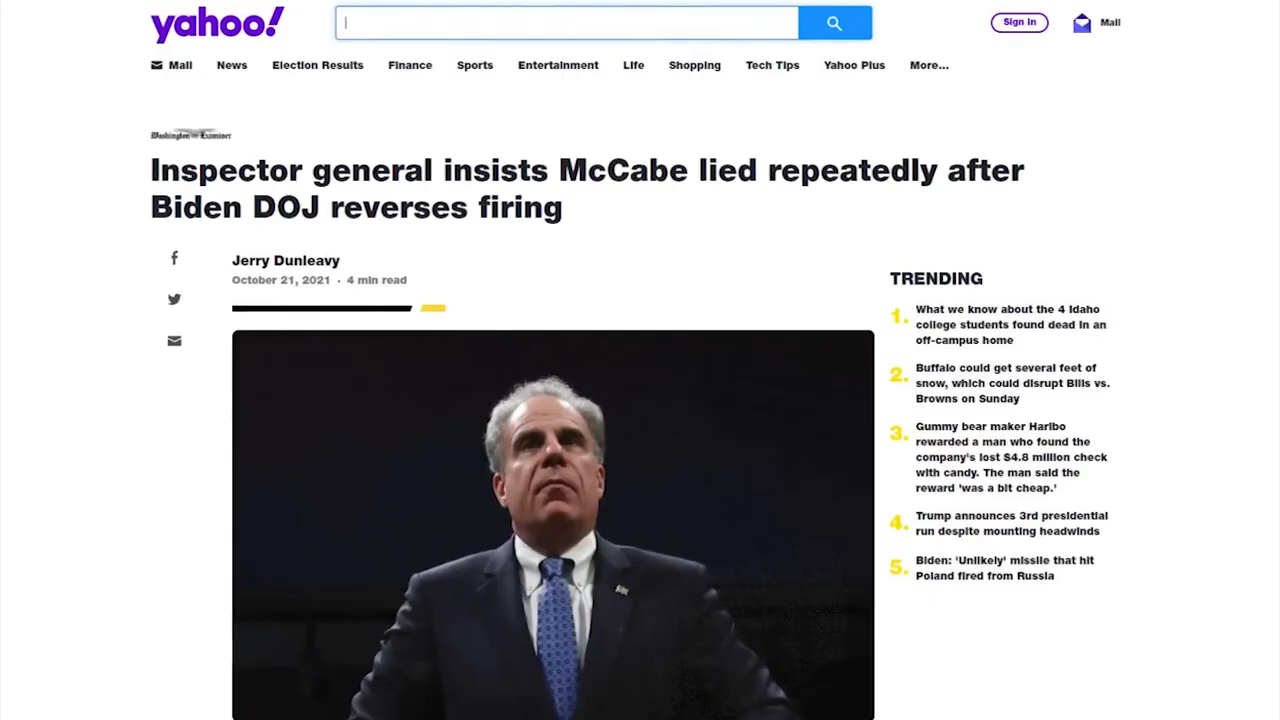 yahoo!
Sign in
Mail
Mail
News
Election Results
Finance
Sports
Entertainment
Life
Shopping
Tech Tips
Yahoo Plus
More...
Washington Examiner
Inspector general insists McCabe lied repeatedly after
Biden DOJ reverses firing
Jerry Dunleavy
October 21, 2021 · 4 min read
TRENDING
1.
What we know about the 4 Idaho
college students found dead in an
off-campus home
2.
Buffalo could get several feet of
snow, which could disrupt Bills vs.
Browns on Sunday
3.
Gummy bear maker Haribo
rewarded a man who found the
company's lost $4.8 million check
with candy. The man said the
reward 'was a bit cheap.'
4.
Trump announces 3rd presidential
run despite mounting headwinds
5.
Biden: 'Unlikely' missile that hit
Poland fired from Russia